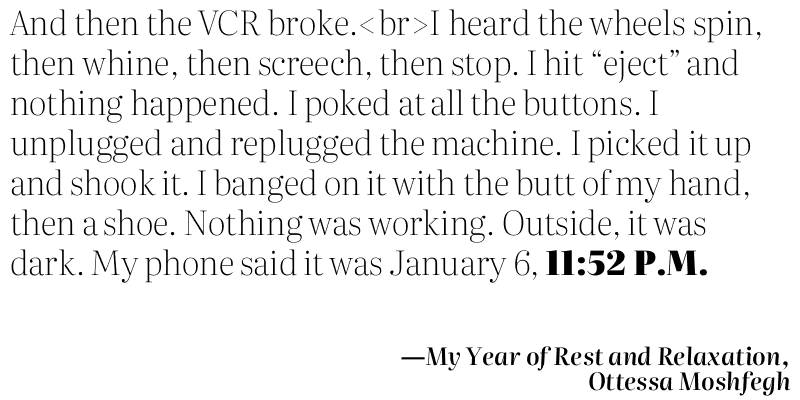 And then the VCR broke.<br>I heard the wheels spin,
then whine, then screech, then stop. I hit “eject” and
nothing happened. I poked at all the buttons. I
unplugged and replugged the machine. I picked it up
and shook it. I banged on it with the butt of my hand,
then a shoe. Nothing was working. Outside, it was
dark. My phone said it was January 6, 11:52 P.M.
—My Year of Rest and Relaxation,
Ottessa Moshfegh